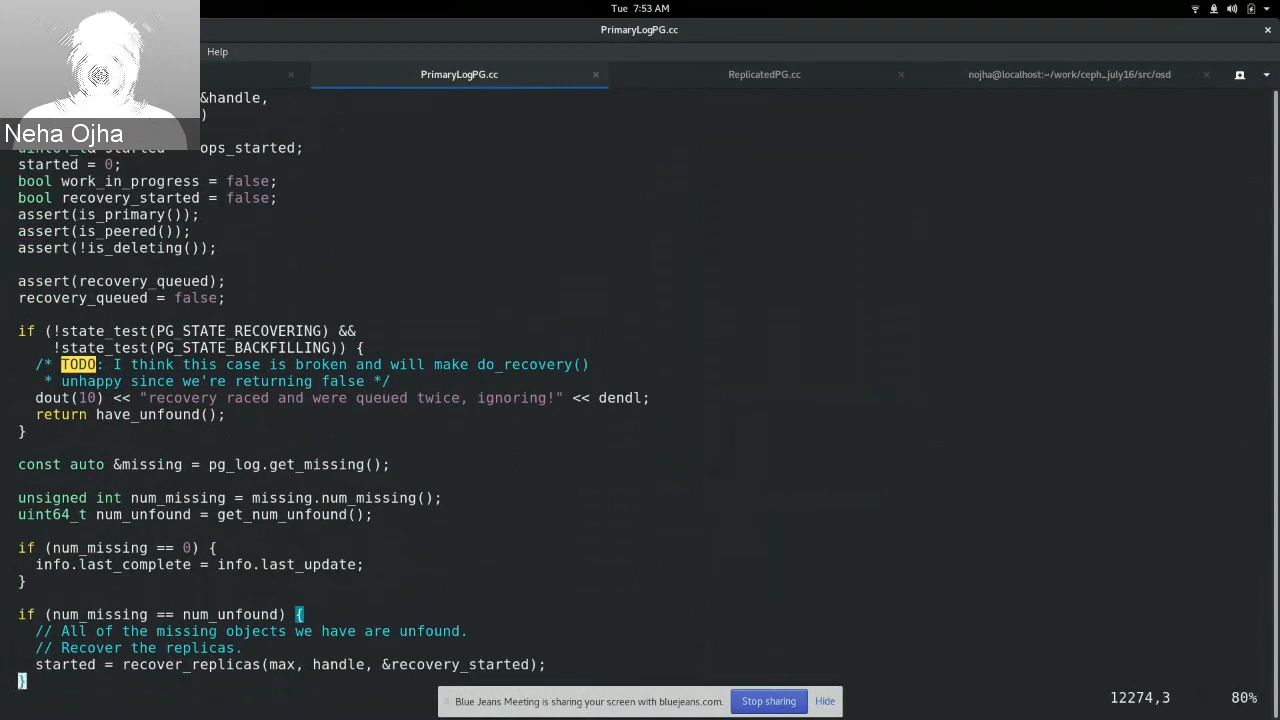 Tue 7:53 AM
PrimaryLogPG.cc
Help
PrimaryLogPG.cc
ReplicatedPG.cc
nojha@localhost:~/work/ceph_july16/src/osd
&handle,
)
Neha Ojha
ops_started;
started = 0;
bool work_in_progress = false;
bool recovery_started = false;
assert(is_primary());
assert(is_peered());
assert(!is_deleting());
assert(recovery_queued);
recovery_queued = false;
if (!state_test(PG_STATE_RECOVERING) &&
!state_test(PG_STATE_BACKFILLING)) {
/* TODO: I think this case is broken and will make do_recovery()
* unhappy since we're returning false */
dout(10) << "recovery raced and were queued twice, ignoring!" << dendl;
return have_unfound();
}
const auto &missing = pg_log.get_missing();
unsigned int num_missing = missing.num_missing();
uint64_t num_unfound = get_num_unfound();
if (num_missing == 0) {
info.last_complete = info.last_update;
}
if (num_missing == num_unfound) {
// All of the missing objects we have are unfound.
// Recover the replicas.
started = recover_replicas(max, handle, &recovery_started);
}
Blue Jeans Meeting is sharing your screen with bluejeans.com.
Stop sharing
Hide
12274,3
80%